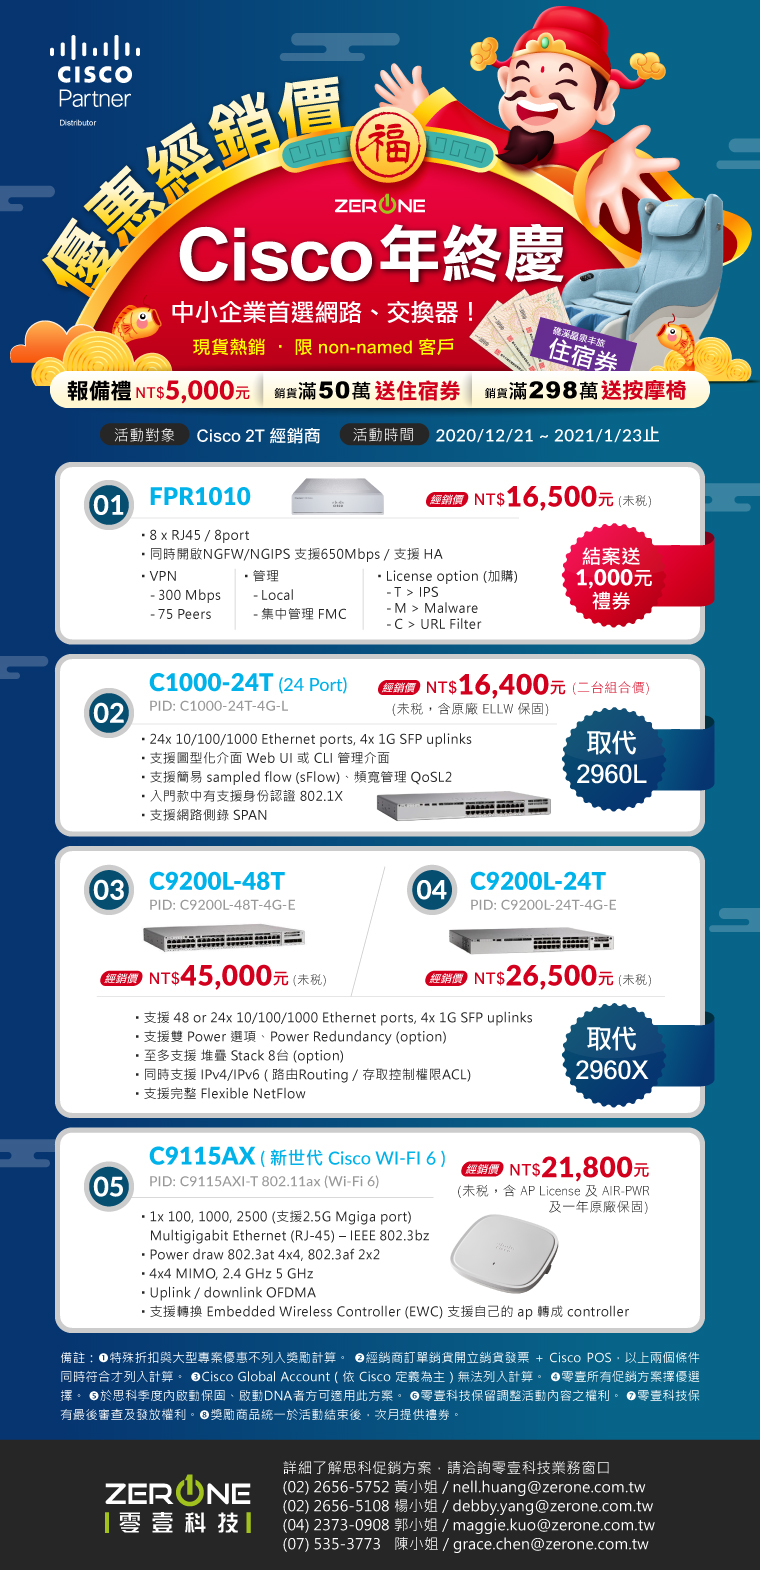 CISCO
Partner
Distributor
優惠經銷價
福
ZERONE
Cisco年終慶
中小企業首選網路、交換器！
現貨熱銷 · 限 non-named 客戶
礁溪晶泉丰旅
住宿券
報備禮 NT$5,000元 銷貨滿50萬 送住宿券 銷貨滿298萬 送按摩椅
活動對象 Cisco 2T 經銷商 活動時間 2020/12/21 ~ 2021/1/23止
01 FPR1010 經銷價 NT$16,500元 (未稅)
• 8 x RJ45 / 8port
• 同時開啟NGFW/NGIPS 支援650Mbps / 支援 HA
• VPN
- 300 Mbps
- 75 Peers
• 管理
- Local
- 集中管理 FMC
• License option (加購)
- T > IPS
- M > Malware
- C > URL Filter
結案送
1,000元
禮券
02 C1000-24T (24 Port) 經銷價 NT$16,400元 (二台組合價)
PID: C1000-24T-4G-L (未稅，含原廠 ELLW 保固)
• 24x 10/100/1000 Ethernet ports, 4x 1G SFP uplinks
• 支援圖型化介面 Web UI 或 CLI 管理介面
• 支援簡易 sampled flow (sFlow)、頻寬管理 QoSL2
• 入門款中有支援身份認證 802.1X
• 支援網路側錄 SPAN
取代
2960L
03 C9200L-48T
PID: C9200L-48T-4G-E
經銷價 NT$45,000元 (未稅)
04 C9200L-24T
PID: C9200L-24T-4G-E
經銷價 NT$26,500元 (未稅)
• 支援 48 or 24x 10/100/1000 Ethernet ports, 4x 1G SFP uplinks
• 支援雙 Power 選項、Power Redundancy (option)
• 至多支援 堆疊 Stack 8台 (option)
• 同時支援 IPv4/IPv6 ( 路由Routing / 存取控制權限ACL)
• 支援完整 Flexible NetFlow
取代
2960X
05 C9115AX ( 新世代 Cisco WI-FI 6 )
PID: C9115AXI-T 802.11ax (Wi-Fi 6)
經銷價 NT$21,800元
(未稅，含 AP License 及 AIR-PWR
及一年原廠保固)
• 1x 100, 1000, 2500 (支援2.5G Mgiga port)
Multigigabit Ethernet (RJ-45) – IEEE 802.3bz
• Power draw 802.3at 4x4, 802.3af 2x2
• 4x4 MIMO, 2.4 GHz 5 GHz
• Uplink / downlink OFDMA
• 支援轉換 Embedded Wireless Controller (EWC) 支援自己的 ap 轉成 controller
備註：❶特殊折扣與大型專案優惠不列入獎勵計算。 ❷經銷商訂單銷貨開立銷貨發票 + Cisco POS，以上兩個條件
同時符合才列入計算。 ❸Cisco Global Account ( 依 Cisco 定義為主 ) 無法列入計算。 ❹零壹所有促銷方案擇優選
擇。 ❺於思科季度內啟動保固、啟動DNA者方可適用此方案。 ❻零壹科技保留調整活動內容之權利。 ❼零壹科技保
有最後審查及發放權利。❽獎勵商品統一於活動結束後，次月提供禮券。
ZERONE
零壹科技
詳細了解思科促銷方案，請洽詢零壹科技業務窗口
(02) 2656-5752 黃小姐 / nell.huang@zerone.com.tw
(02) 2656-5108 楊小姐 / debby.yang@zerone.com.tw
(04) 2373-0908 郭小姐 / maggie.kuo@zerone.com.tw
(07) 535-3773 陳小姐 / grace.chen@zerone.com.tw